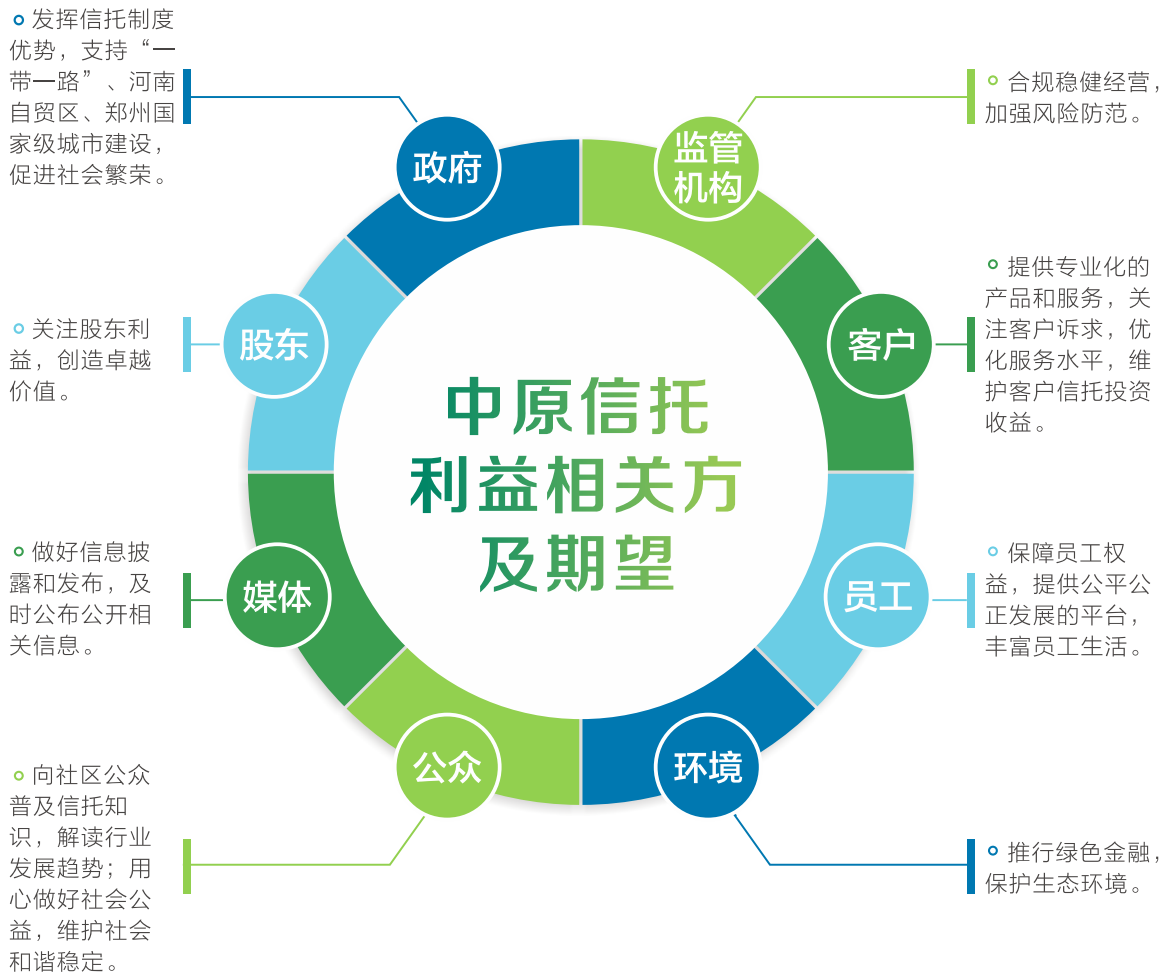 发挥信托制度
优势，支持“一
带一路”、河南
自贸区、郑州国
家级城市建设，
促进社会繁荣。
政府
监管
机构
合规稳健经营，
加强风险防范。
关注股东利
益，创造卓越
价值。
股东
客户
提供专业化的
产品和服务，关
注客户诉求，优
化服务水平，维
护客户信托投资
收益。
中原信托
利益相关方
及期望
做好信息披
露和发布，及
时公布公开相
关信息。
媒体
员工
保障员工权
益，提供公平公
正发展的平台，
丰富员工生活。
向社区公众
普及信托知
识，解读行业
发展趋势；用
心做好社会公
益，维护社会
和谐稳定。
公众
环境
推行绿色金融，
保护生态环境。